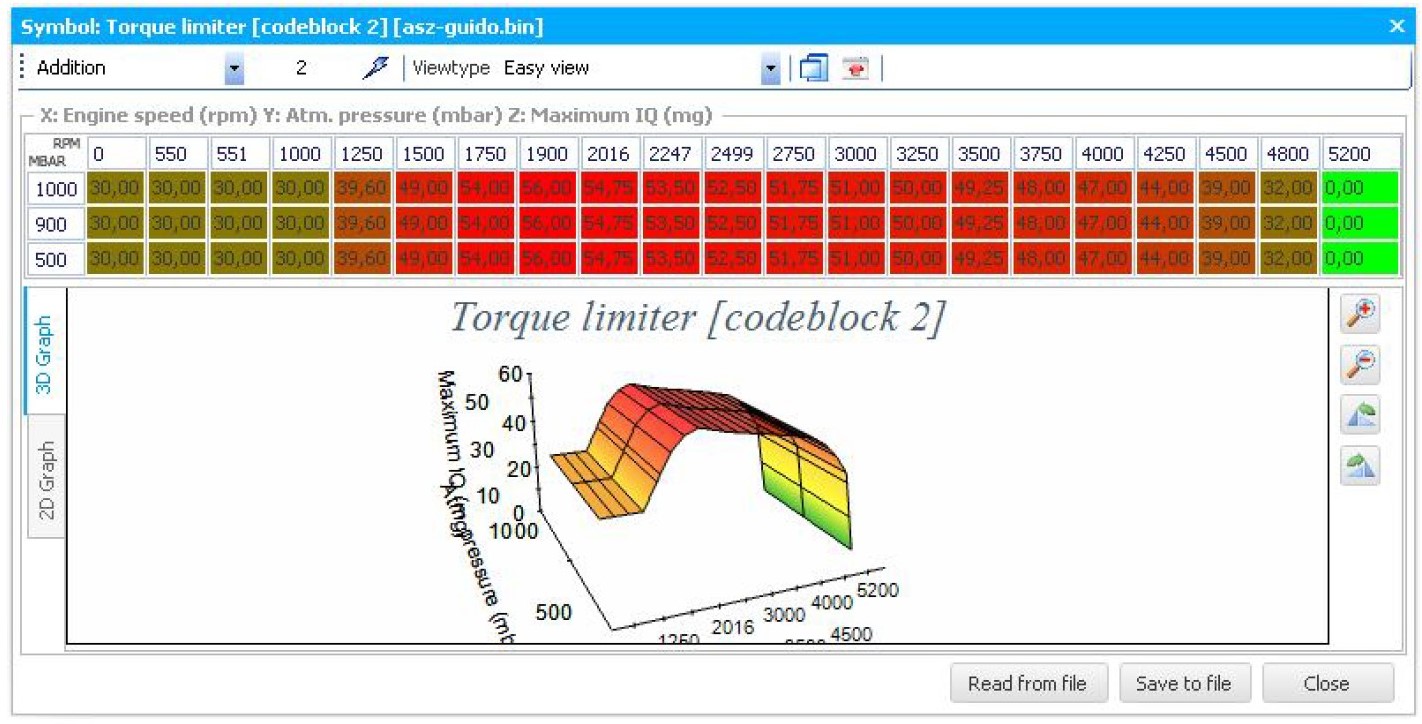 Symbol: Torque limiter [codeblock 2] [asz-guido.bin]
Addition 2 Viewtype Easy view
X: Engine speed (rpm) Y: Atm. pressure (mbar) Z: Maximum IQ (mg)
RPM
MBAR 0 550 551 1000 1250 1500 1750 1900 2016 2247 2499 2750 3000 3250 3500 3750 4000 4250 4500 4800 5200
1000 30,00 30,00 30,00 30,00 39,60 49,00 54,00 56,00 54,75 53,50 52,50 51,75 51,00 50,00 49,25 48,00 47,00 44,00 39,00 32,00 0,00
900 30,00 30,00 30,00 30,00 39,60 49,00 54,00 56,00 54,75 53,50 52,50 51,75 51,00 50,00 49,25 48,00 47,00 44,00 39,00 32,00 0,00
500 30,00 30,00 30,00 30,00 39,60 49,00 54,00 56,00 54,75 53,50 52,50 51,75 51,00 50,00 49,25 48,00 47,00 44,00 39,00 32,00 0,00
3D Graph
2D Graph
Torque limiter [codeblock 2]
Maximum IQ (mg)
60
50
40
30
20
10
0
1000
500
pressure (mb
1250 2016 3000 4000 5200
4500
Read from file Save to file Close